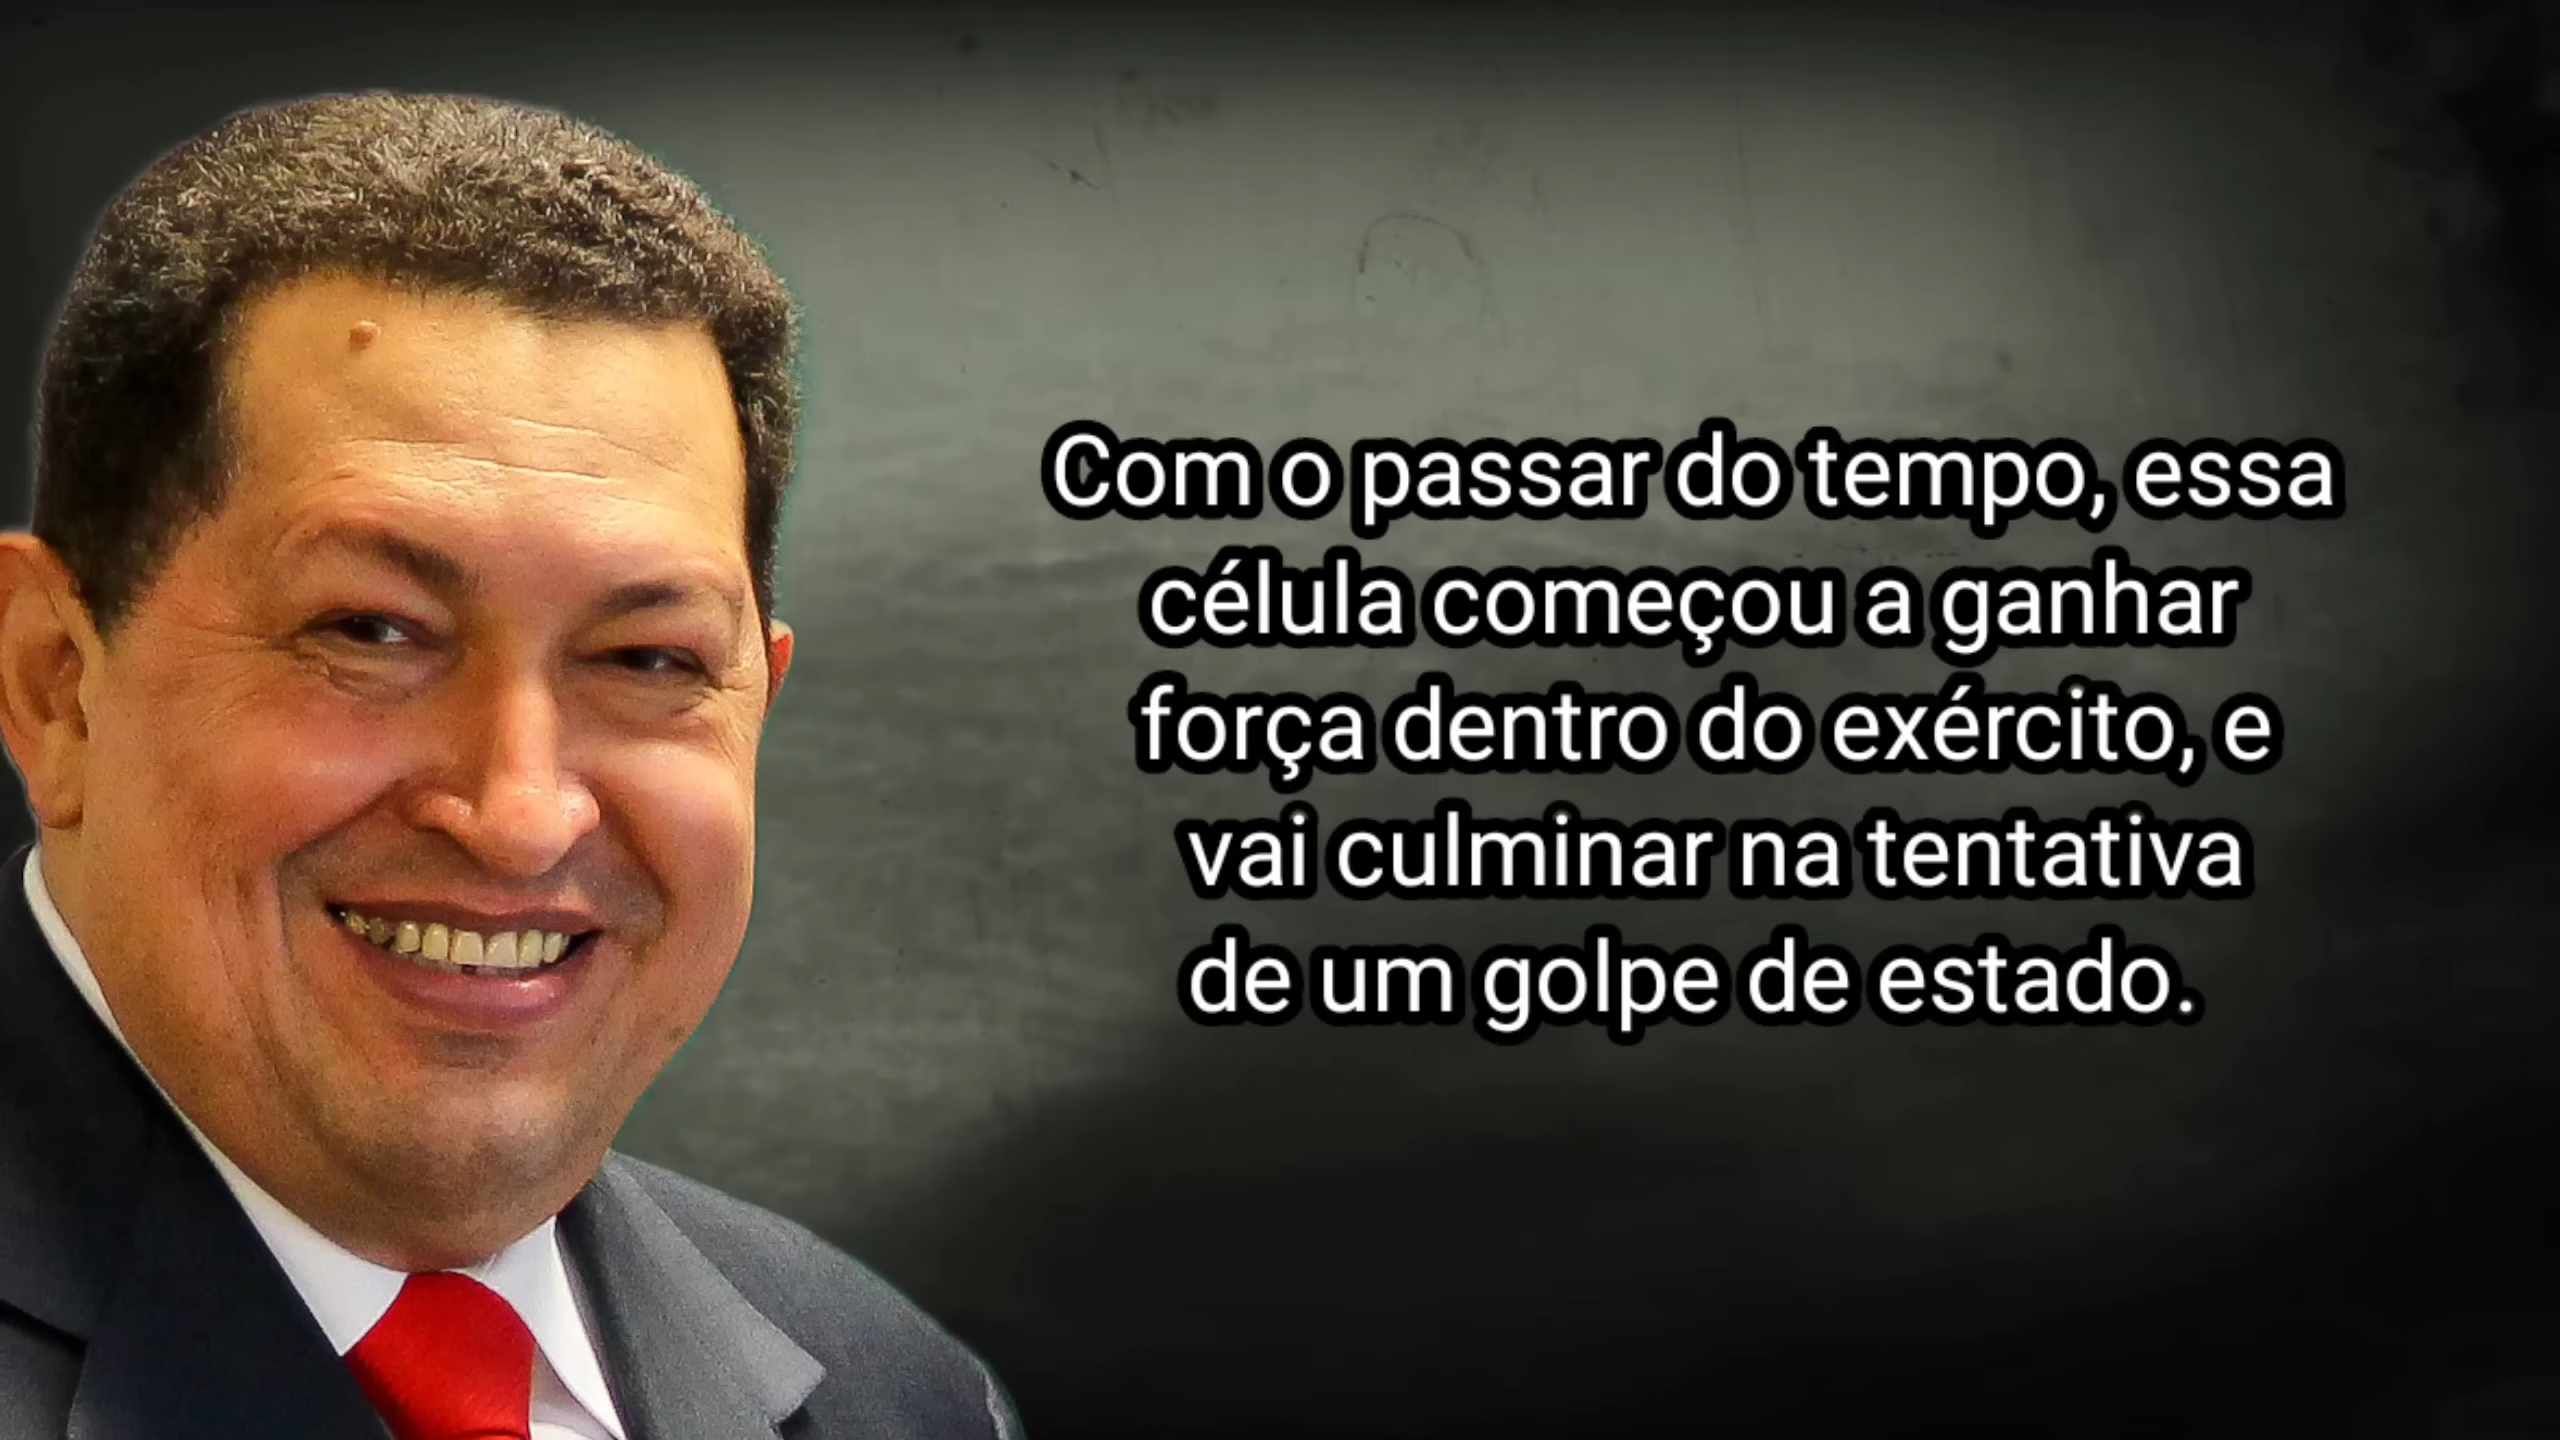 Com o passar do tempo, essa
célula começou a ganhar
força dentro do exército, e
vai culminar na tentativa
de um golpe de estado.